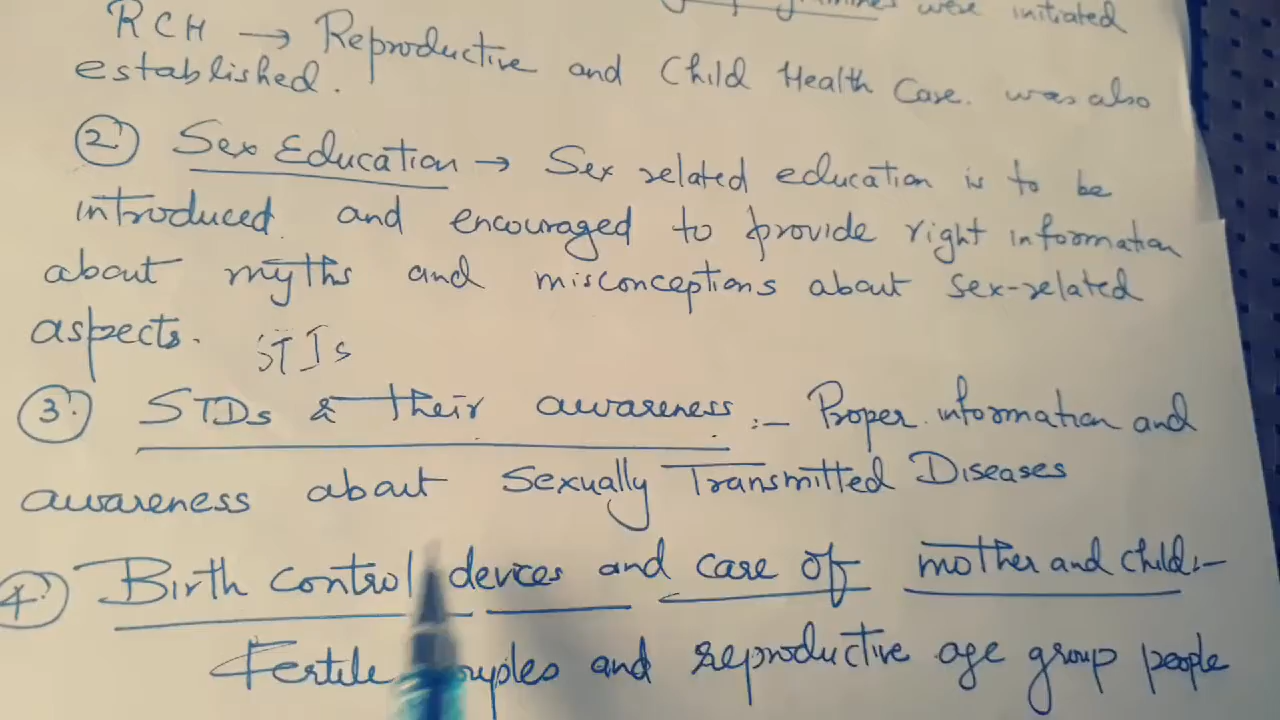 were initiated
RCH → Reproductive and Child Health Care. was also
established.
2. Sex Education → Sex related education is to be
introduced and encouraged to provide right information
about myths and misconceptions about sex-related
aspects.
STIs
3. STDs & their awareness :- Proper information and
awareness about Sexually Transmitted Diseases
4. Birth control devices and care of mother and child:-
Fertile couples and reproductive age group people